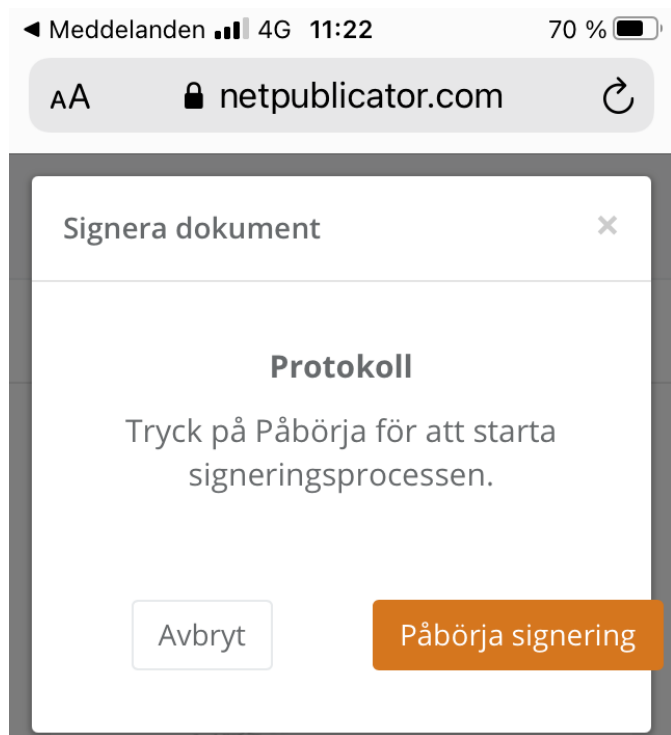 Meddelanden 4G 11:22 70 %
AA netpublicator.com
Signera dokument ×
Protokoll
Tryck på Påbörja för att starta
signeringsprocessen.
Avbryt Påbörja signering